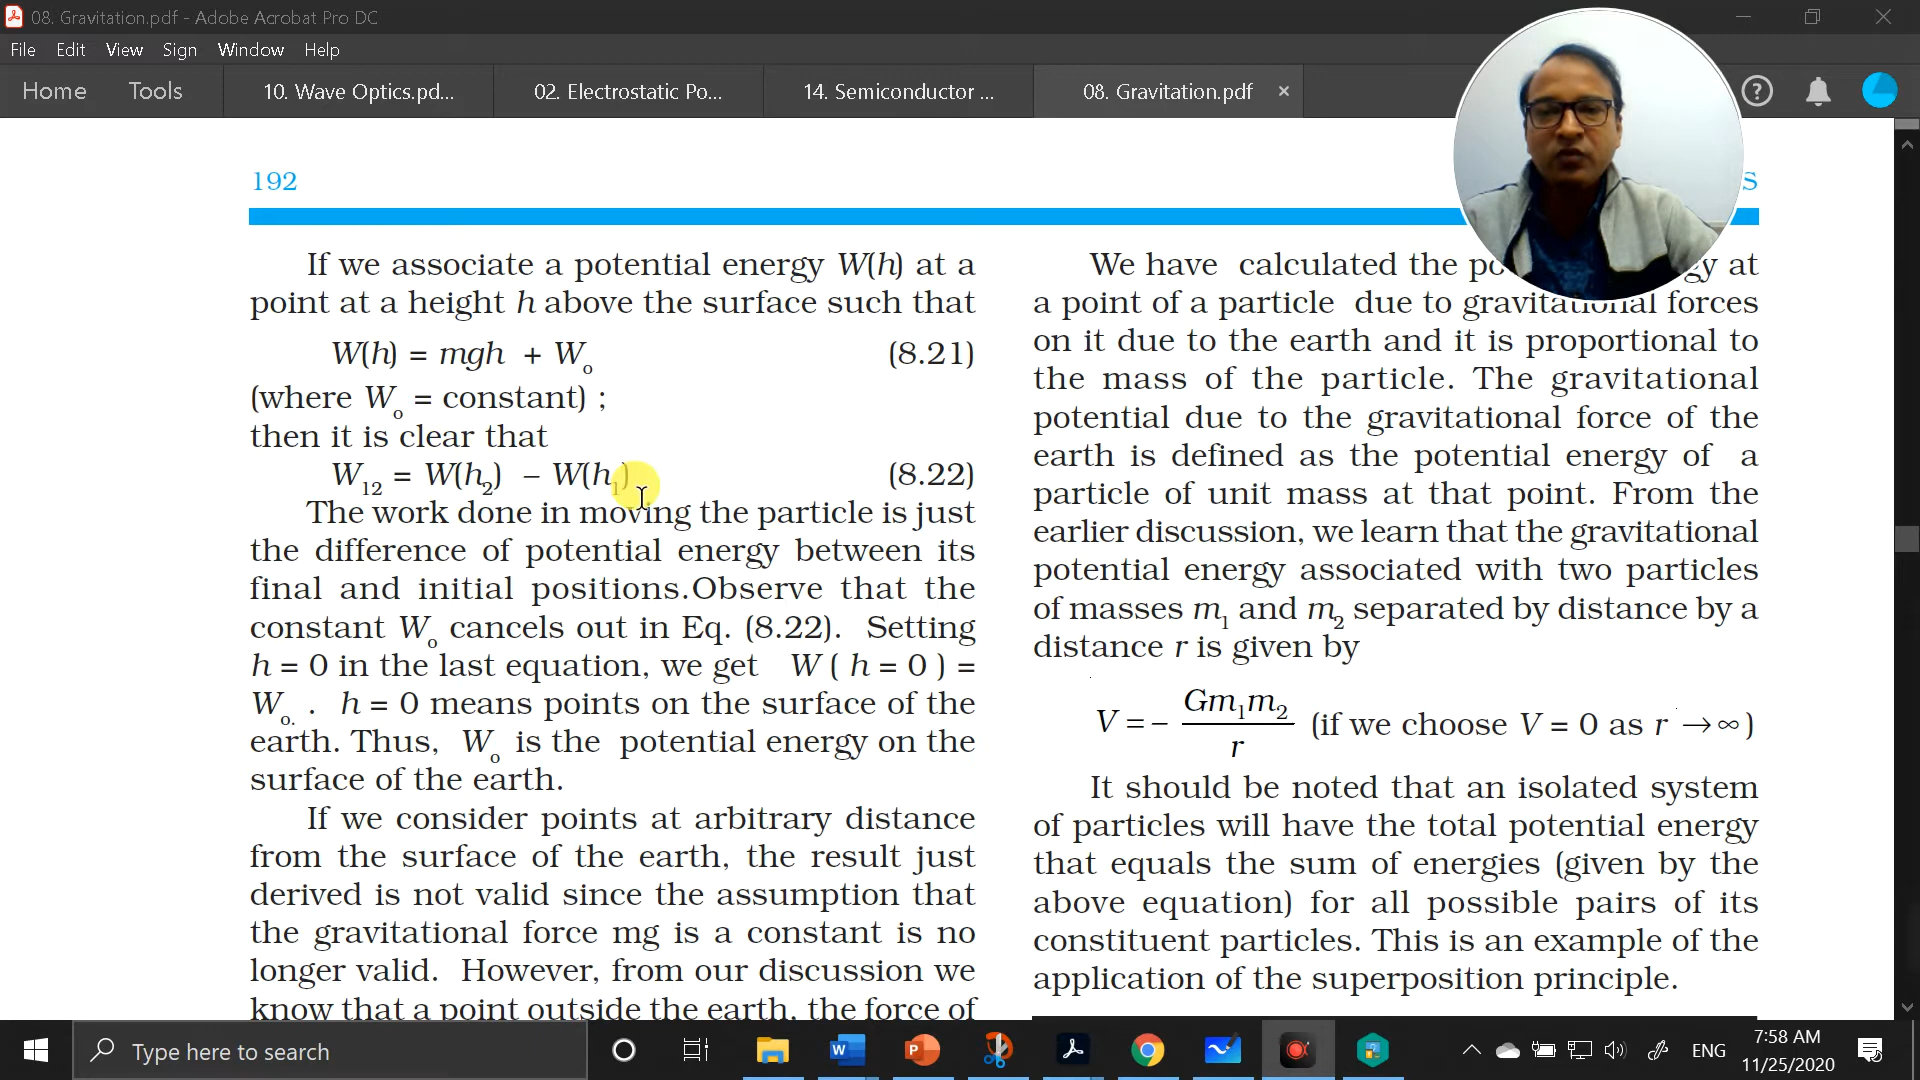 08. Gravitation.pdf - Adobe Acrobat Pro DC
File Edit View Sign Window Help
Home Tools 10. Wave Optics.pd... 02. Electrostatic Po... 14. Semiconductor ... 08. Gravitation.pdf ×
192
S
If we associate a potential energy W(h) at a
point at a height h above the surface such that
W(h) = mgh + Wₒ (8.21)
(where Wₒ = constant) ;
then it is clear that
W₁₂ = W(h₂) – W(h₁) (8.22)
The work done in moving the particle is just
the difference of potential energy between its
final and initial positions.Observe that the
constant Wₒ cancels out in Eq. (8.22). Setting
h = 0 in the last equation, we get W ( h = 0 ) =
Wₒ. . h = 0 means points on the surface of the
earth. Thus, Wₒ is the potential energy on the
surface of the earth.
If we consider points at arbitrary distance
from the surface of the earth, the result just
derived is not valid since the assumption that
the gravitational force mg is a constant is no
longer valid. However, from our discussion we
know that a point outside the earth, the force of
We have calculated the at
a point of a particle due to gravitational forces
on it due to the earth and it is proportional to
the mass of the particle. The gravitational
potential due to the gravitational force of the
earth is defined as the potential energy of a
particle of unit mass at that point. From the
earlier discussion, we learn that the gravitational
potential energy associated with two particles
of masses m₁ and m₂ separated by distance by a
distance r is given by
V = – Gm₁m₂ / r (if we choose V = 0 as r → ∞ )
It should be noted that an isolated system
of particles will have the total potential energy
that equals the sum of energies (given by the
above equation) for all possible pairs of its
constituent particles. This is an example of the
application of the superposition principle.
Type here to search
ENG
7:58 AM
11/25/2020